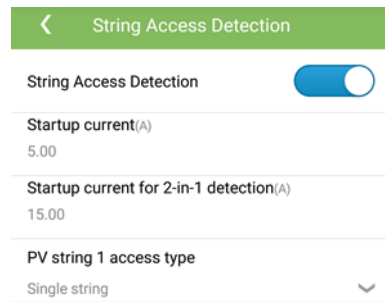 String Access Detection
String Access Detection
Startup current(A)
5.00
Startup current for 2-in-1 detection(A)
15.00
PV string 1 access type
Single string